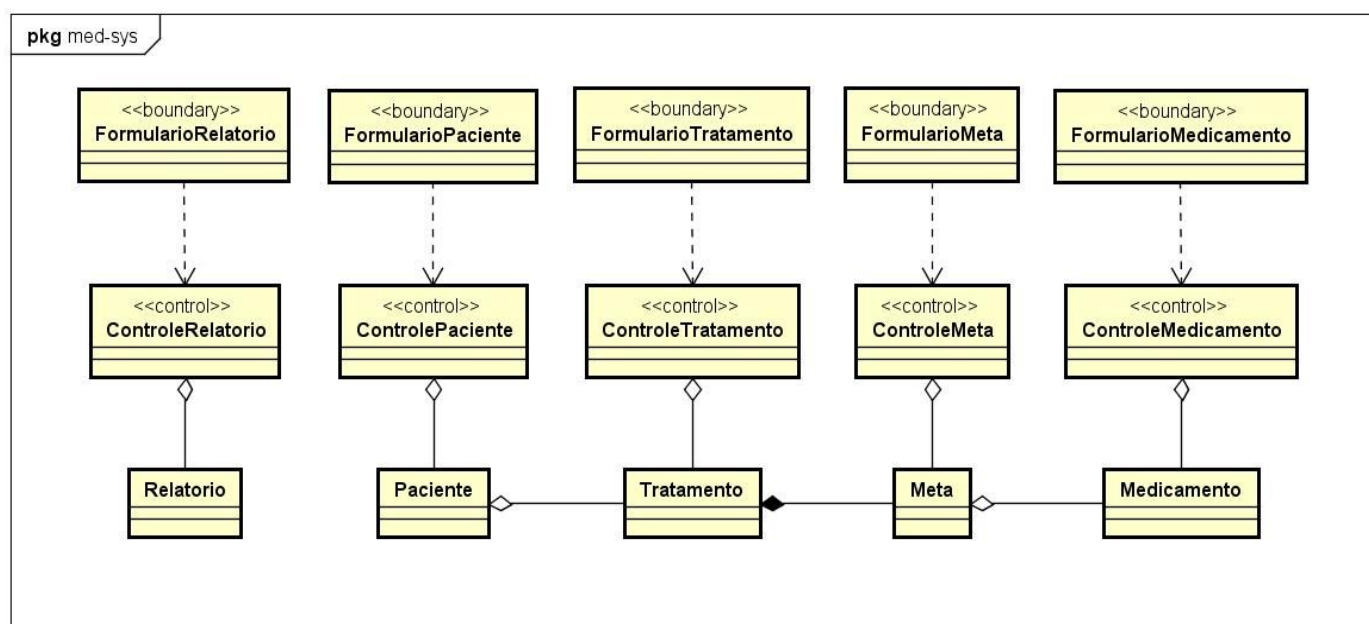 pkg med-sys
<<boundary>>
FormularioRelatorio
<<boundary>>
FormularioPaciente
<<boundary>>
FormularioTratamento
<<boundary>>
FormularioMeta
<<boundary>>
FormularioMedicamento
<<control>>
ControleRelatorio
<<control>>
ControlePaciente
<<control>>
ControleTratamento
<<control>>
ControleMeta
<<control>>
ControleMedicamento
Relatorio
Paciente
Tratamento
Meta
Medicamento